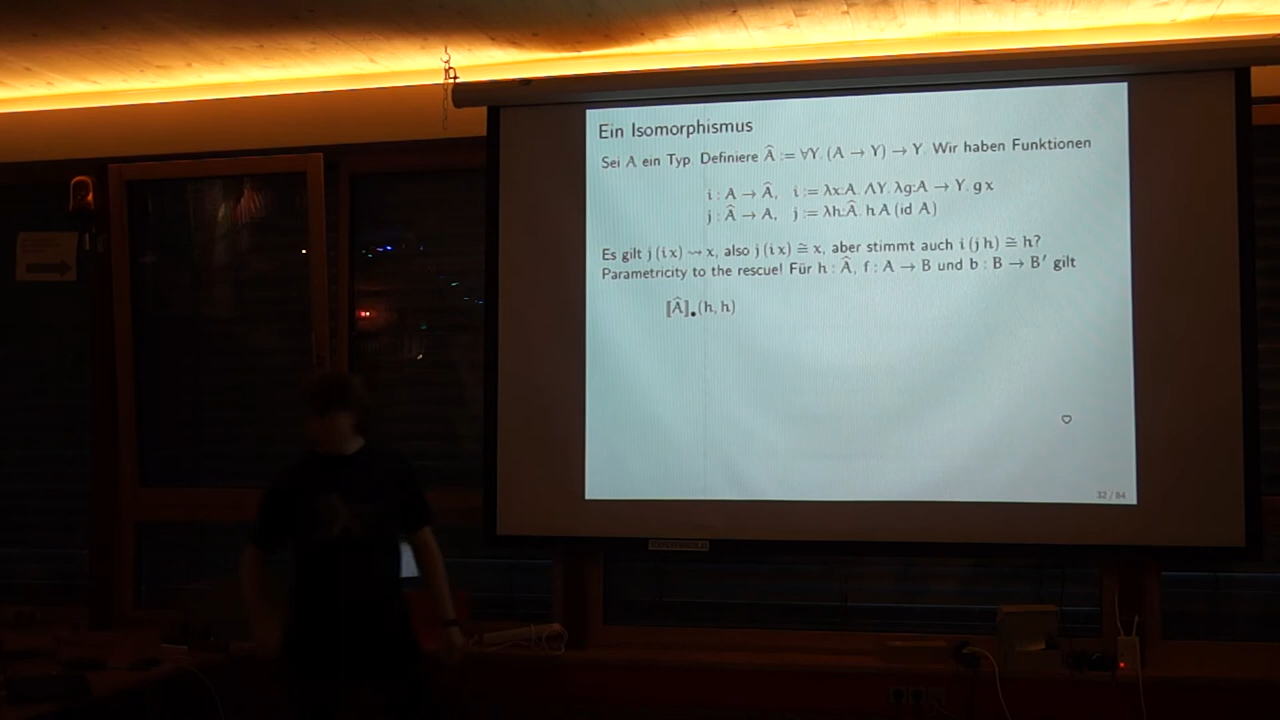 Ein Isomorphismus
Sei A ein Typ. Definiere Â := ∀Y. (A → Y) → Y. Wir haben Funktionen
i : A → Â, i := λx:A. ΛY. λg:A → Y. g x
j : Â → A, j := λh:Â. h A (id A)
Es gilt j (i x) ⇝ x, also j (i x) ≅ x, aber stimmt auch i (j h) ≅ h?
Parametricity to the rescue! Für h : Â, f : A → B und b : B → B′ gilt
⟦Â⟧•(h, h)
32 / 84